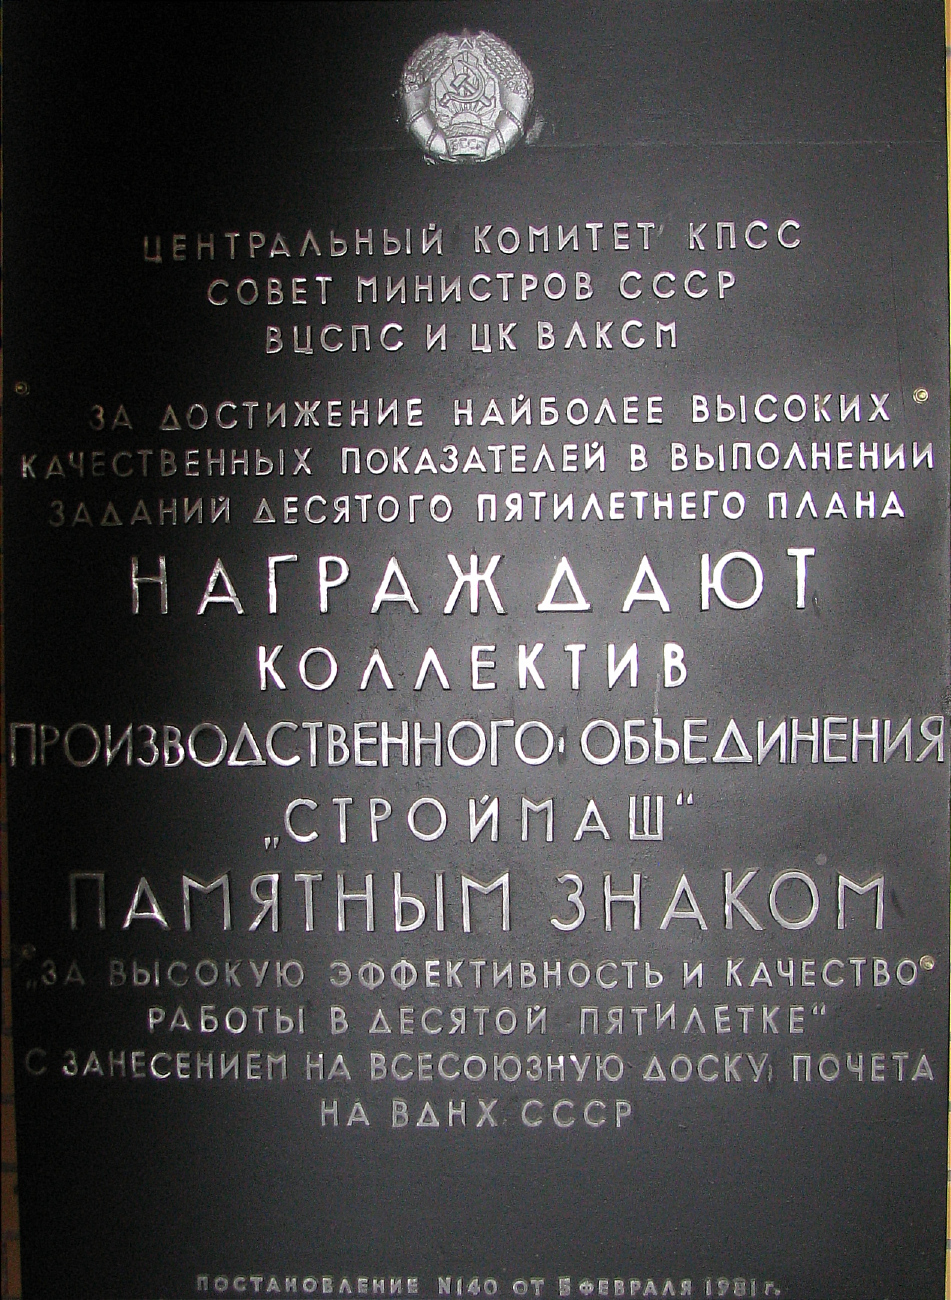 БССР
ЦЕНТРАЛЬНЫЙ КОМИТЕТ КПСС
СОВЕТ МИНИСТРОВ СССР
ВЦСПС И ЦК ВЛКСМ
ЗА ДОСТИЖЕНИЕ НАИБОЛЕЕ ВЫСОКИХ
КАЧЕСТВЕННЫХ ПОКАЗАТЕЛЕЙ В ВЫПОЛНЕНИИ
ЗАДАНИЙ ДЕСЯТОГО ПЯТИЛЕТНЕГО ПЛАНА
НАГРАЖДАЮТ
КОЛЛЕКТИВ
ПРОИЗВОДСТВЕННОГО ОБЪЕДИНЕНИЯ
„СТРОЙМАШ“
ПАМЯТНЫМ ЗНАКОМ
„ЗА ВЫСОКУЮ ЭФФЕКТИВНОСТЬ И КАЧЕСТВО
РАБОТЫ В ДЕСЯТОЙ ПЯТИЛЕТКЕ“
С ЗАНЕСЕНИЕМ НА ВСЕСОЮЗНУЮ ДОСКУ ПОЧЕТА
НА ВДНХ СССР
ПОСТАНОВЛЕНИЕ N140 ОТ 5 ФЕВРАЛЯ 1981 г.